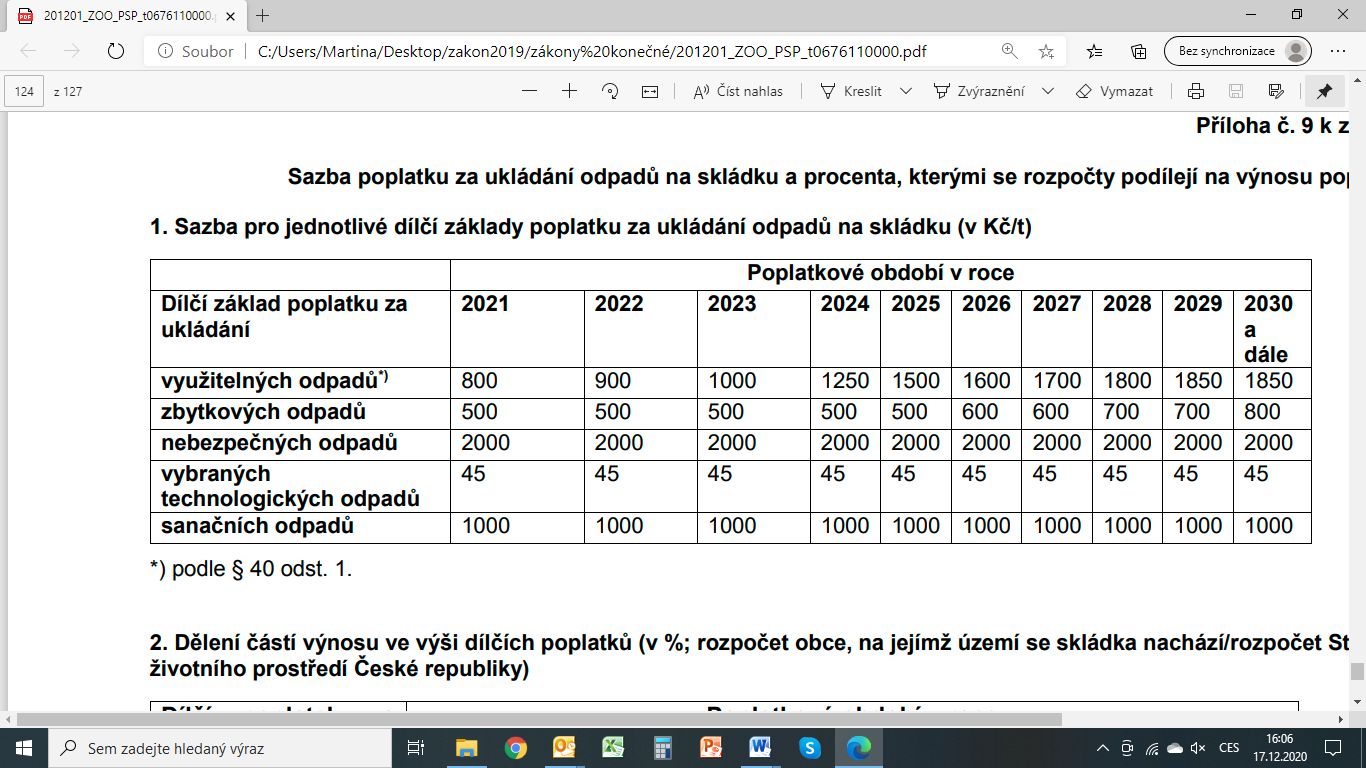 201201_ZOO_PSP_t0676110000.p
Soubor C:/Users/Martina/Desktop/zakon2019/zákony%20konečné/201201_ZOO_PSP_t0676110000.pdf Bez synchronizace
124 z 127 Číst nahlas Kreslit Zvýraznění Vymazat
Příloha č. 9 k z
Sazba poplatku za ukládání odpadů na skládku a procenta, kterými se rozpočty podílejí na výnosu pop
1. Sazba pro jednotlivé dílčí základy poplatku za ukládání odpadů na skládku (v Kč/t)
Poplatkové období v roce
Dílčí základ poplatku za ukládání 2021 2022 2023 2024 2025 2026 2027 2028 2029 2030 a dále
využitelných odpadů*) 800 900 1000 1250 1500 1600 1700 1800 1850 1850
zbytkových odpadů 500 500 500 500 500 600 600 700 700 800
nebezpečných odpadů 2000 2000 2000 2000 2000 2000 2000 2000 2000 2000
vybraných technologických odpadů 45 45 45 45 45 45 45 45 45 45
sanačních odpadů 1000 1000 1000 1000 1000 1000 1000 1000 1000 1000
*) podle § 40 odst. 1.
2. Dělení částí výnosu ve výši dílčích poplatků (v %; rozpočet obce, na jejímž území se skládka nachází/rozpočet St
životního prostředí České republiky)
Sem zadejte hledaný výraz
CES
16:06
17.12.2020